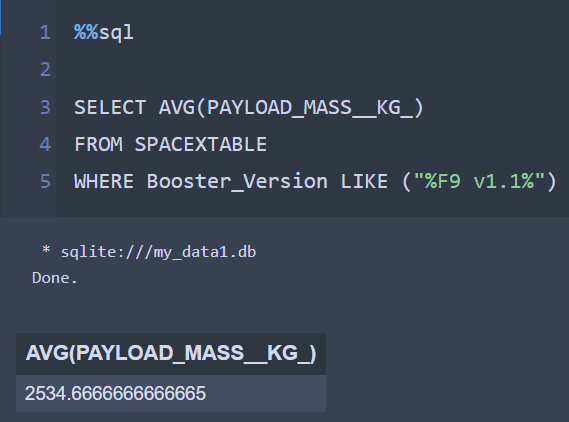 1 %%sql
2
3 SELECT AVG(PAYLOAD_MASS__KG_)
4 FROM SPACEXTABLE
5 WHERE Booster_Version LIKE ("%F9 v1.1%")
* sqlite:///my_data1.db
Done.
AVG(PAYLOAD_MASS__KG_)
2534.6666666666665